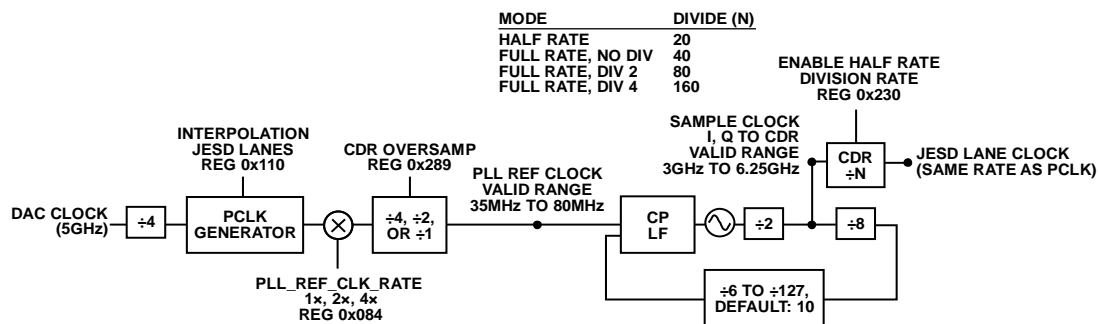 MODE DIVIDE (N)
HALF RATE 20
FULL RATE, NO DIV 40
FULL RATE, DIV 2 80
FULL RATE, DIV 4 160
ENABLE HALF RATE
DIVISION RATE
REG 0x230
INTERPOLATION
JESD LANES
REG 0x110
CDR OVERSAMP
REG 0x289
PLL REF CLOCK
VALID RANGE
35MHz TO 80MHz
SAMPLE CLOCK
I, Q TO CDR
VALID RANGE
3GHz TO 6.25GHz
CDR
÷N
JESD LANE CLOCK
(SAME RATE AS PCLK)
DAC CLOCK
(5GHz)
÷4
PCLK
GENERATOR
÷4, ÷2,
OR ÷1
CP
LF
÷2
÷8
PLL_REF_CLK_RATE
1×, 2×, 4×
REG 0x084
÷6 TO ÷127,
DEFAULT: 10